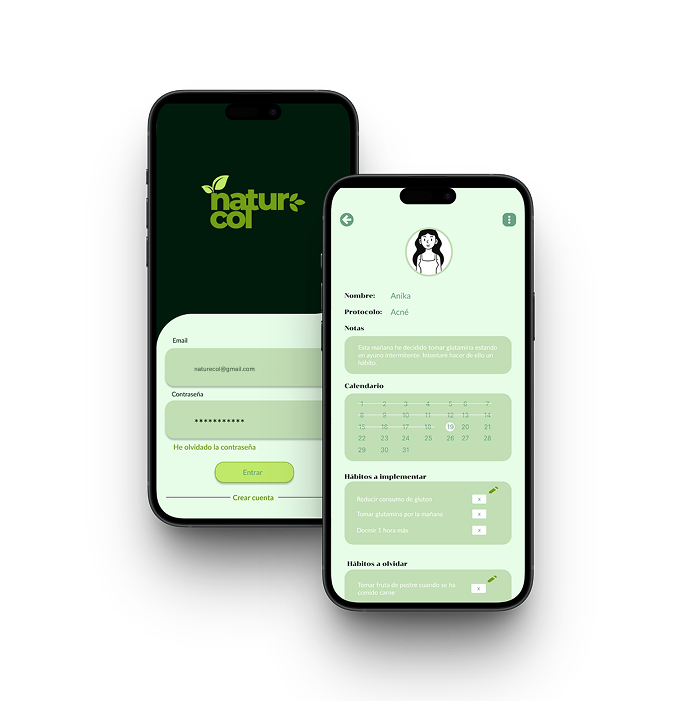 natur
col
Email
naturecol@gmail.com
Contraseña
***********
He olvidado la contraseña
Entrar
Crear cuenta
Nombre: Anika
Protocolo: Acné
Notas
Esta mañana he decidido tomar glutamina estando
en ayuno intermitente. Intentaré hacer de ello un
hábito.
Calendario
1 2 3 4 5 6 7
8 9 10 11 12 13 14
15 16 17 18 19 20 21
22 23 24 25 26 27 28
29 30 31
Hábitos a implementar
Reducir consumo de gluten x
Tomar glutamina por la mañana x
Dormir 1 hora más x
Hábitos a olvidar
Tomar fruta de postre cuando se ha
comido carne x